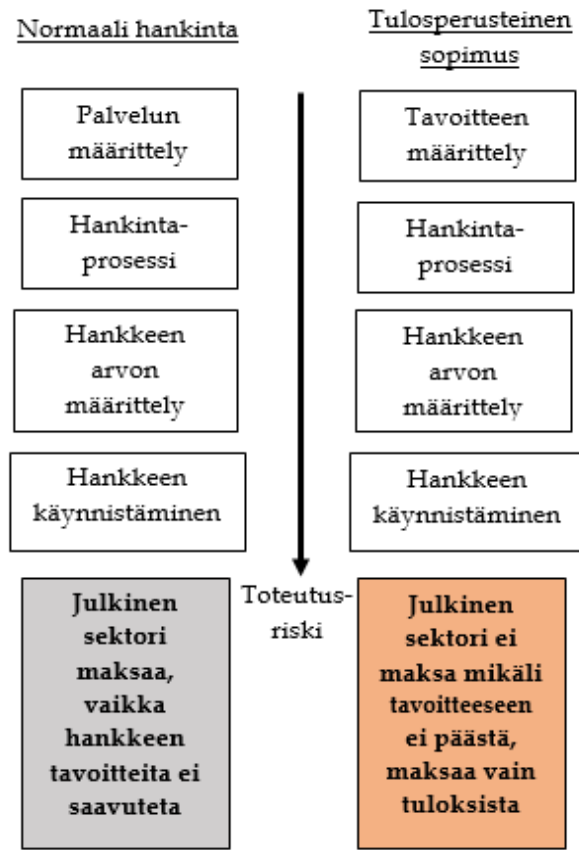 Normaali hankinta
Palvelun
määrittely
Hankinta-
prosessi
Hankkeen
arvon
määrittely
Hankkeen
käynnistäminen
Julkinen
sektori
maksaa,
vaikka
hankkeen
tavoitteita ei
saavuteta
Toteutus-
riski
Tulosperusteinen
sopimus
Tavoitteen
määrittely
Hankinta-
prosessi
Hankkeen
arvon
määrittely
Hankkeen
käynnistäminen
Julkinen
sektori ei
maksa mikäli
tavoitteeseen
ei päästä,
maksaa vain
tuloksista